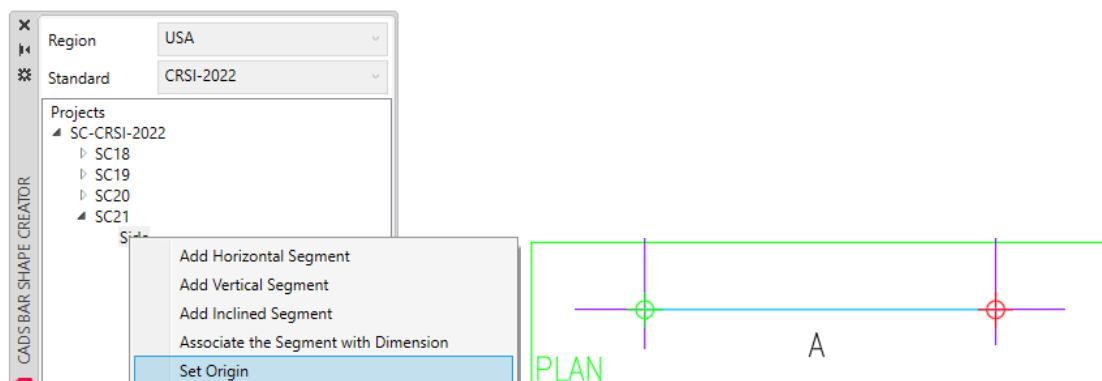 Region USA
Standard CRSI-2022
Projects
SC-CRSI-2022
SC18
SC19
SC20
SC21
Side
Add Horizontal Segment
Add Vertical Segment
Add Inclined Segment
Associate the Segment with Dimension
Set Origin
CADS BAR SHAPE CREATOR
A
PLAN